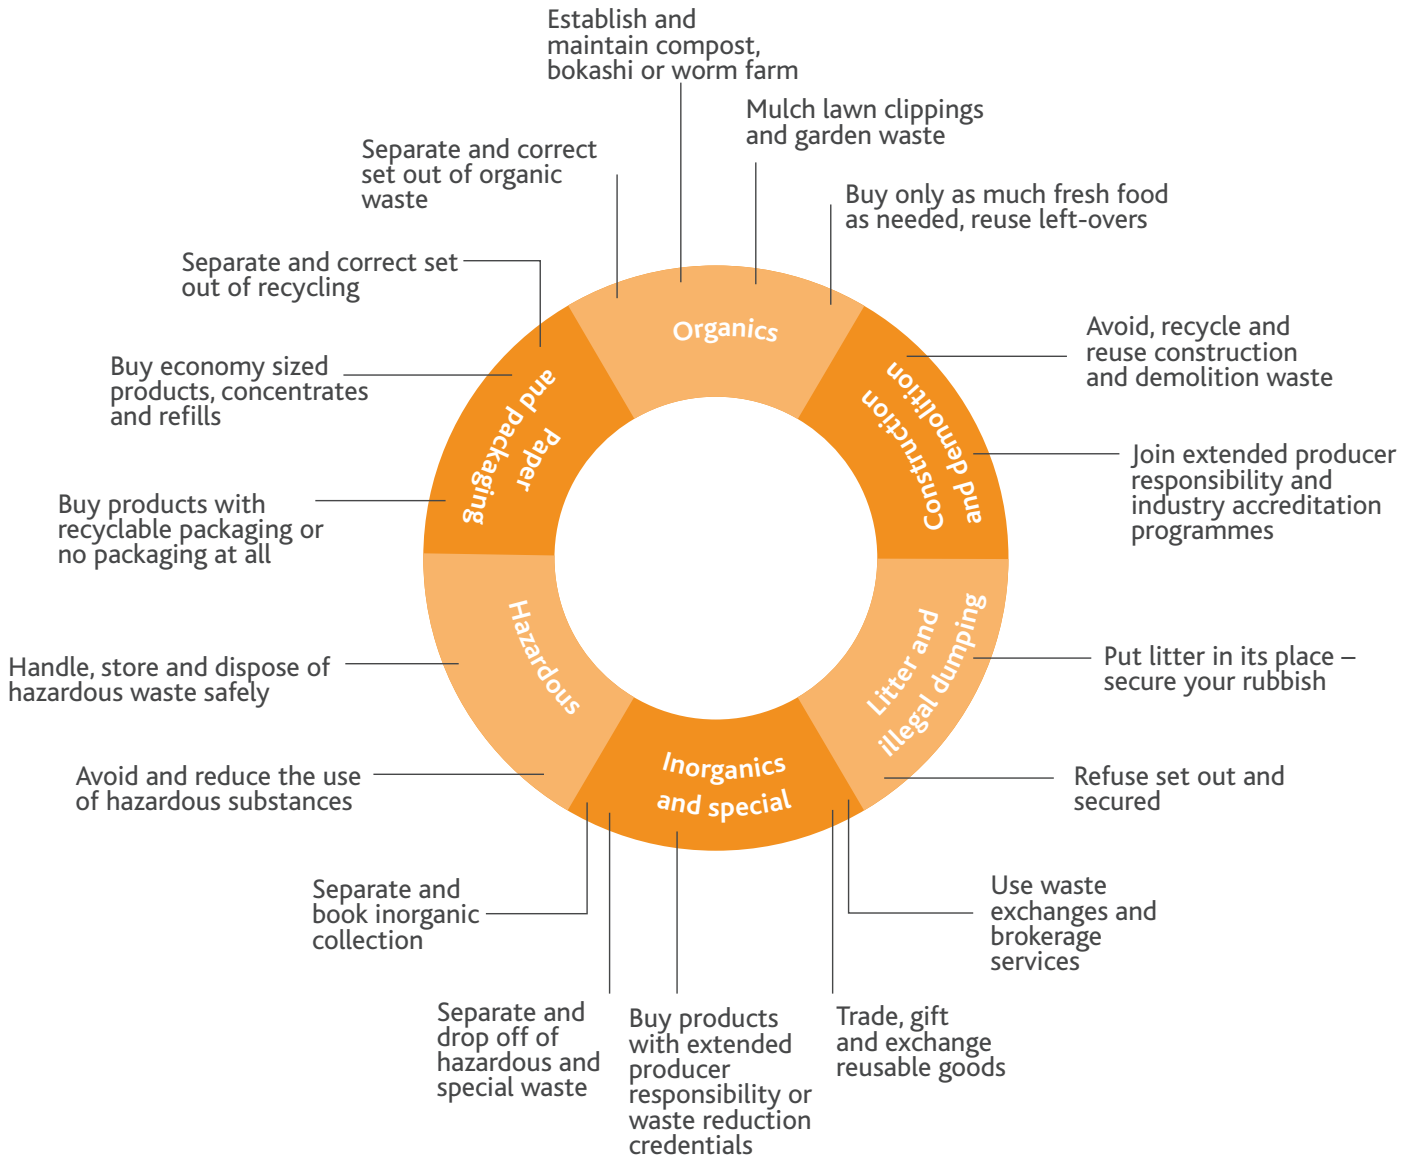 Establish and
maintain compost,
bokashi or worm farm
Mulch lawn clippings
and garden waste
Separate and correct
set out of organic
waste
Buy only as much fresh food
as needed, reuse left-overs
Separate and correct set
out of recycling
Organics
Avoid, recycle and
reuse construction
and demolition waste
Buy economy sized
products, concentrates
and refills
Paper
and packaging
Construction
and demolitition
Join extended producer
responsibility and
industry accreditation
programmes
Buy products with
recyclable packaging or
no packaging at all
Hazardous
Litter and
illegal dumping
Handle, store and dispose of
hazardous waste safely
Put litter in its place –
secure your rubbish
Inorganics
and special
Avoid and reduce the use
of hazardous substances
Refuse set out and
secured
Separate and
book inorganic
collection
Use waste
exchanges and
brokerage
services
Separate and
drop off of
hazardous and
special waste
Buy products
with extended
producer
responsibility or
waste reduction
credentials
Trade, gift
and exchange
reusable goods